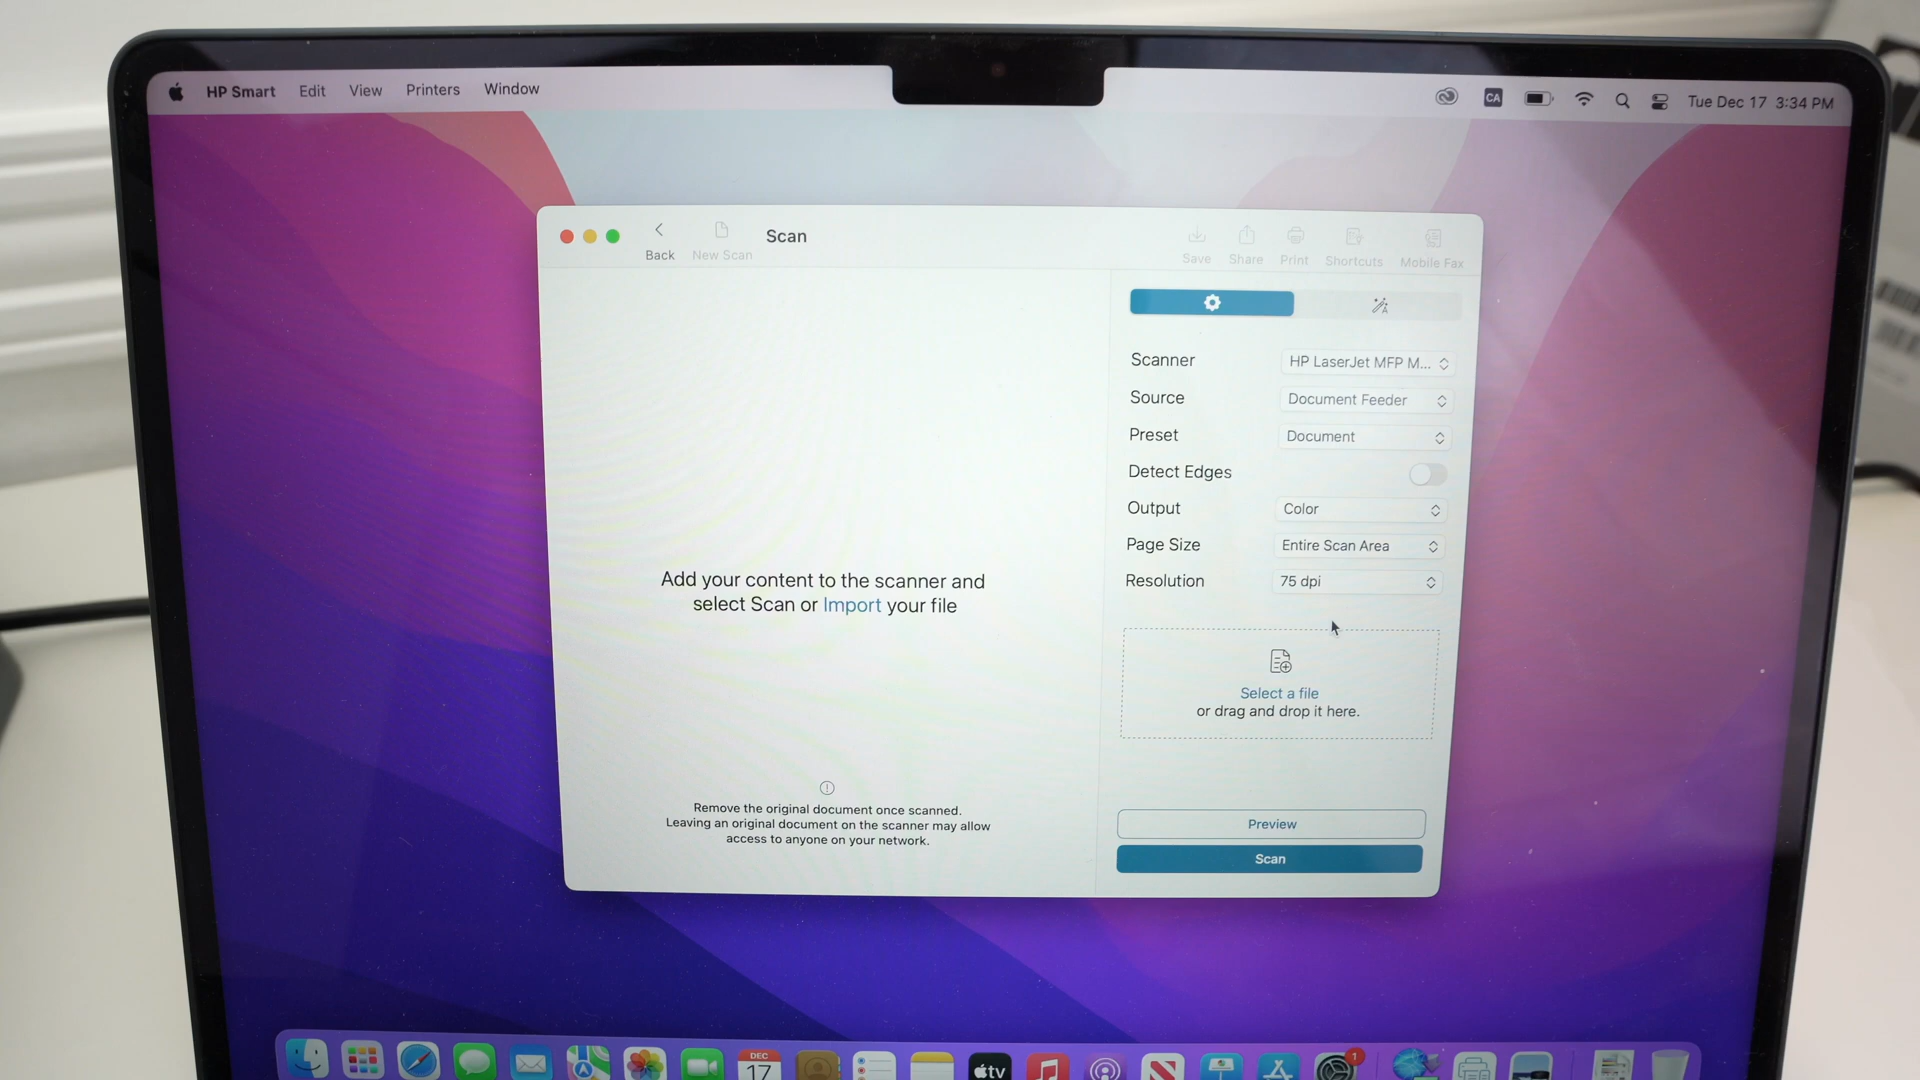 HP Smart Edit View Printers Window
CA
Tue Dec 17 3:34 PM
Back
New Scan
Scan
Save
Share
Print
Shortcuts
Mobile Fax
Scanner
HP LaserJet MFP M...
Source
Document Feeder
Preset
Document
Detect Edges
Output
Color
Page Size
Entire Scan Area
Resolution
75 dpi
Add your content to the scanner and
select Scan or Import your file
Select a file
or drag and drop it here.
Remove the original document once scanned.
Leaving an original document on the scanner may allow
access to anyone on your network.
Preview
Scan
DEC
17
tv
1